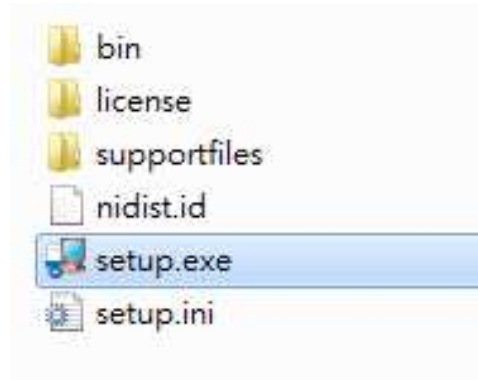 bin
license
supportfiles
nidist.id
setup.exe
setup.ini